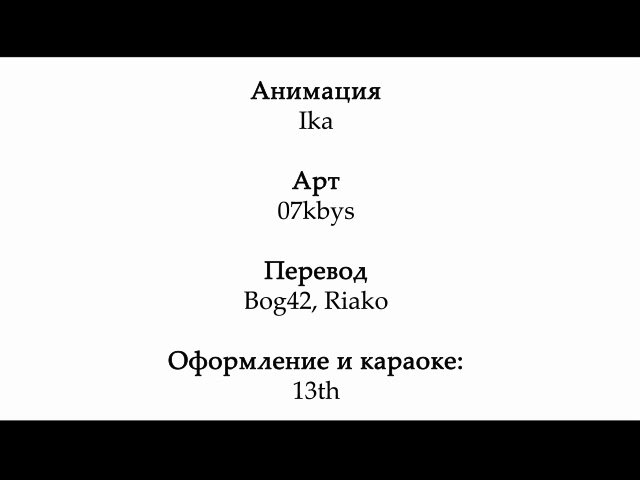 Анимация
Ika
Арт
07kbys
Перевод
Bog42, Riako
Оформление и караоке:
13th